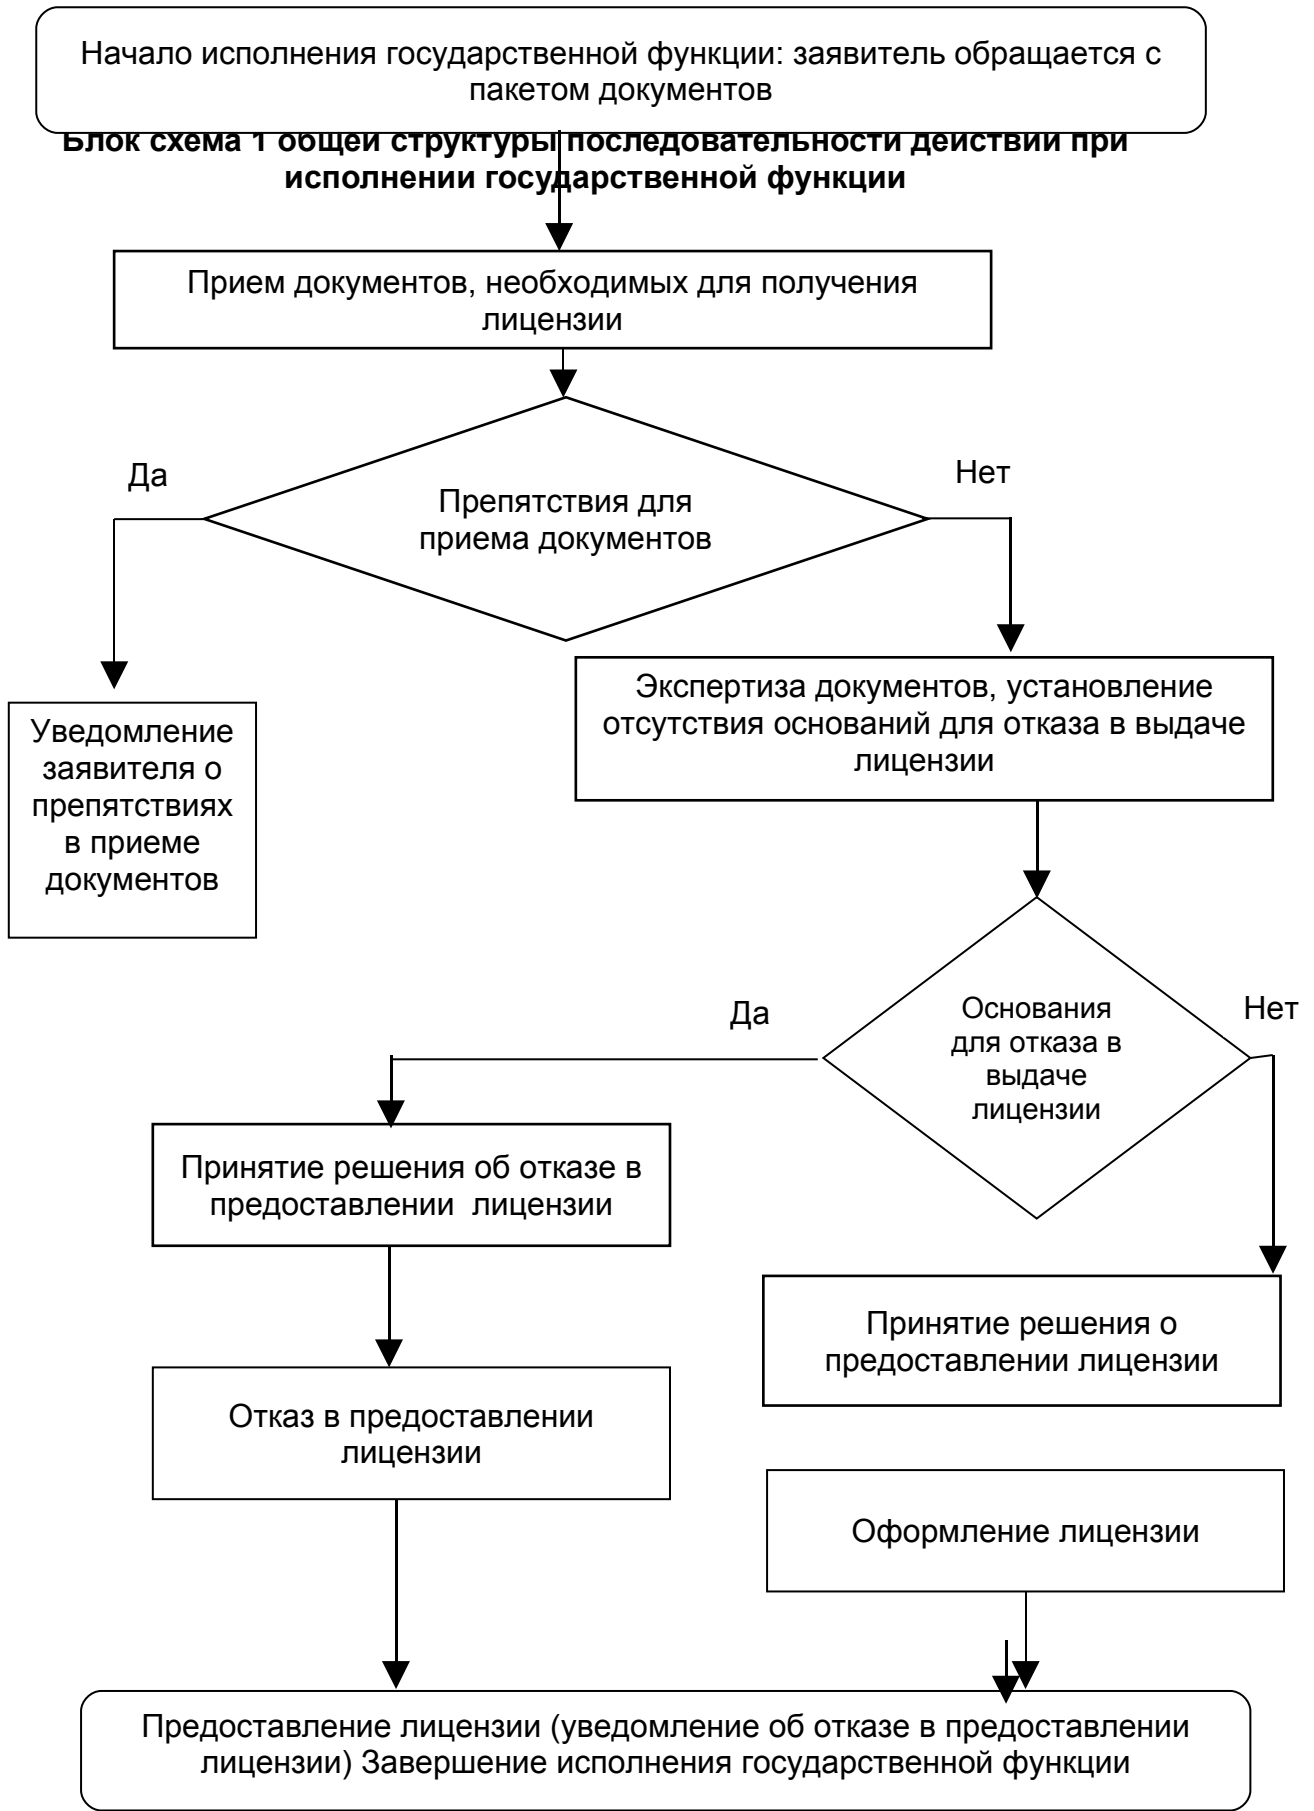 Начало исполнения государственной функции: заявитель обращается с
пакетом документов
Блок схема 1 общей структуры последовательности действий при
исполнении государственной функции
Прием документов, необходимых для получения
лицензии
Да
Нет
Препятствия для
приема документов
Экспертиза документов, установление
отсутствия оснований для отказа в выдаче
лицензии
Уведомление
заявителя о
препятствиях
в приеме
документов
Да
Нет
Основания
для отказа в
выдаче
лицензии
Принятие решения об отказе в
предоставлении лицензии
Принятие решения о
предоставлении лицензии
Отказ в предоставлении
лицензии
Оформление лицензии
Предоставление лицензии (уведомление об отказе в предоставлении
лицензии) Завершение исполнения государственной функции